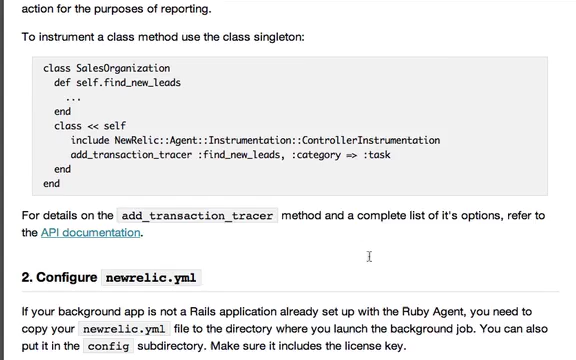 action for the purposes of reporting.
To instrument a class method use the class singleton:
class SalesOrganization
def self.find_new_leads
...
end
class << self
include NewRelic::Agent::Instrumentation::ControllerInstrumentation
add_transaction_tracer :find_new_leads, :category => :task
end
end
For details on the add_transaction_tracer method and a complete list of it's options, refer to
the API documentation.
2. Configure newrelic.yml
If your background app is not a Rails application already set up with the Ruby Agent, you need to
copy your newrelic.yml file to the directory where you launch the background job. You can also
put it in the config subdirectory. Make sure it includes the license key.